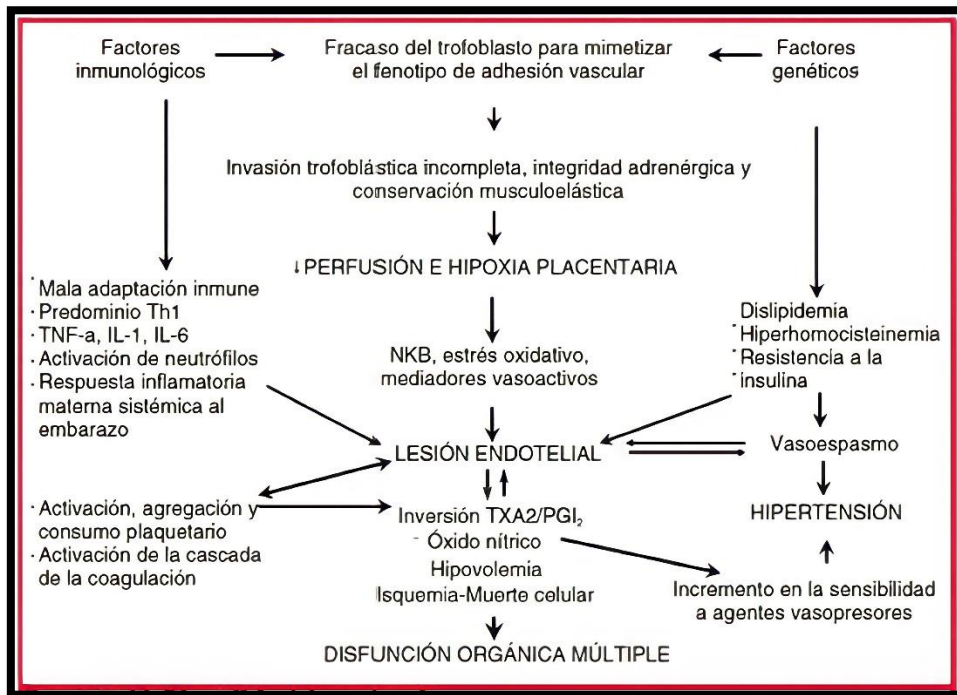 Factores
inmunológicos
Fracaso del trofoblasto para mimetizar
el fenotipo de adhesión vascular
Factores
genéticos
Invasión trofoblástica incompleta, integridad adrenérgica y
conservación musculoelástica
↓PERFUSIÓN E HIPOXIA PLACENTARIA
· Mala adaptación inmune
· Predominio Th1
· TNF-a, IL-1, IL-6
· Activación de neutrófilos
· Respuesta inflamatoria
materna sistémica al
embarazo
NKB, estrés oxidativo,
mediadores vasoactivos
Dislipidemia
· Hiperhomocisteinemia
· Resistencia a la
· insulina
LESIÓN ENDOTELIAL
Vasoespasmo
HIPERTENSIÓN
· Activación, agregación y
consumo plaquetario
· Activación de la cascada
de la coagulación
Inversión TXA2/PGI₂
- Óxido nítrico
Hipovolemia
Isquemia-Muerte celular
Incremento en la sensibilidad
a agentes vasopresores
DISFUNCIÓN ORGÁNICA MÚLTIPLE